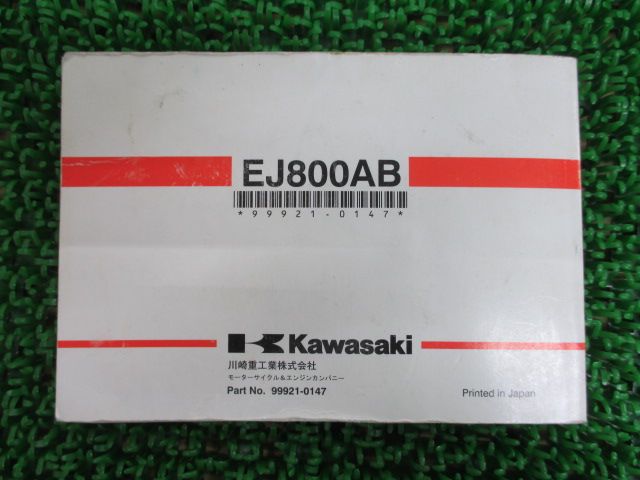 EJ800AB
*99921-0147*
Kawasaki
川崎重工業株式会社
モーターサイクル&エンジンカンパニー
Part No. 99921-0147
Printed in Japan